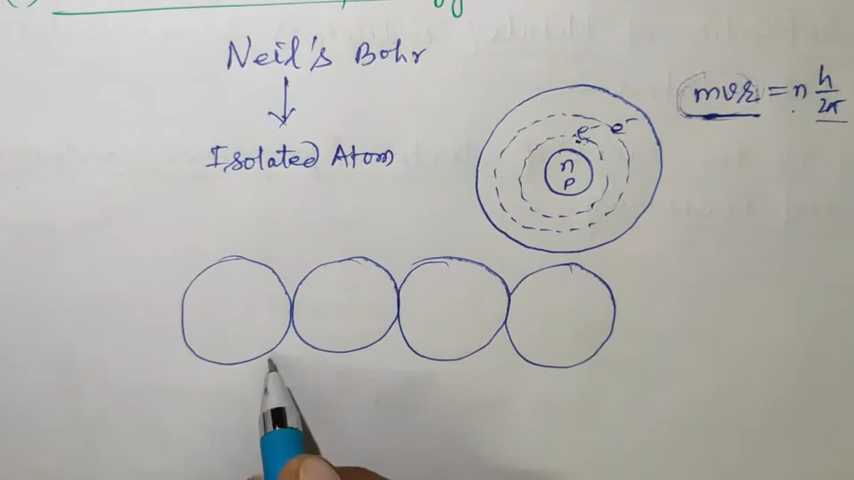 Neil's Bohr
Isolated Atom
e⁻ e⁻
n
p
mvr = n h/2π